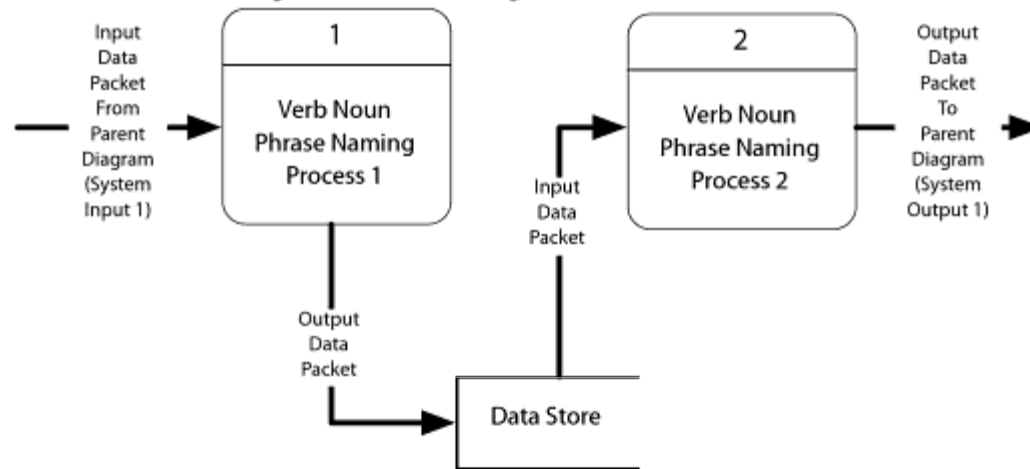 Input
Data
Packet
From
Parent
Diagram
(System
Input 1)
1
Verb Noun
Phrase Naming
Process 1
Output
Data
Packet
Data Store
Input
Data
Packet
2
Verb Noun
Phrase Naming
Process 2
Output
Data
Packet
To
Parent
Diagram
(System
Output 1)